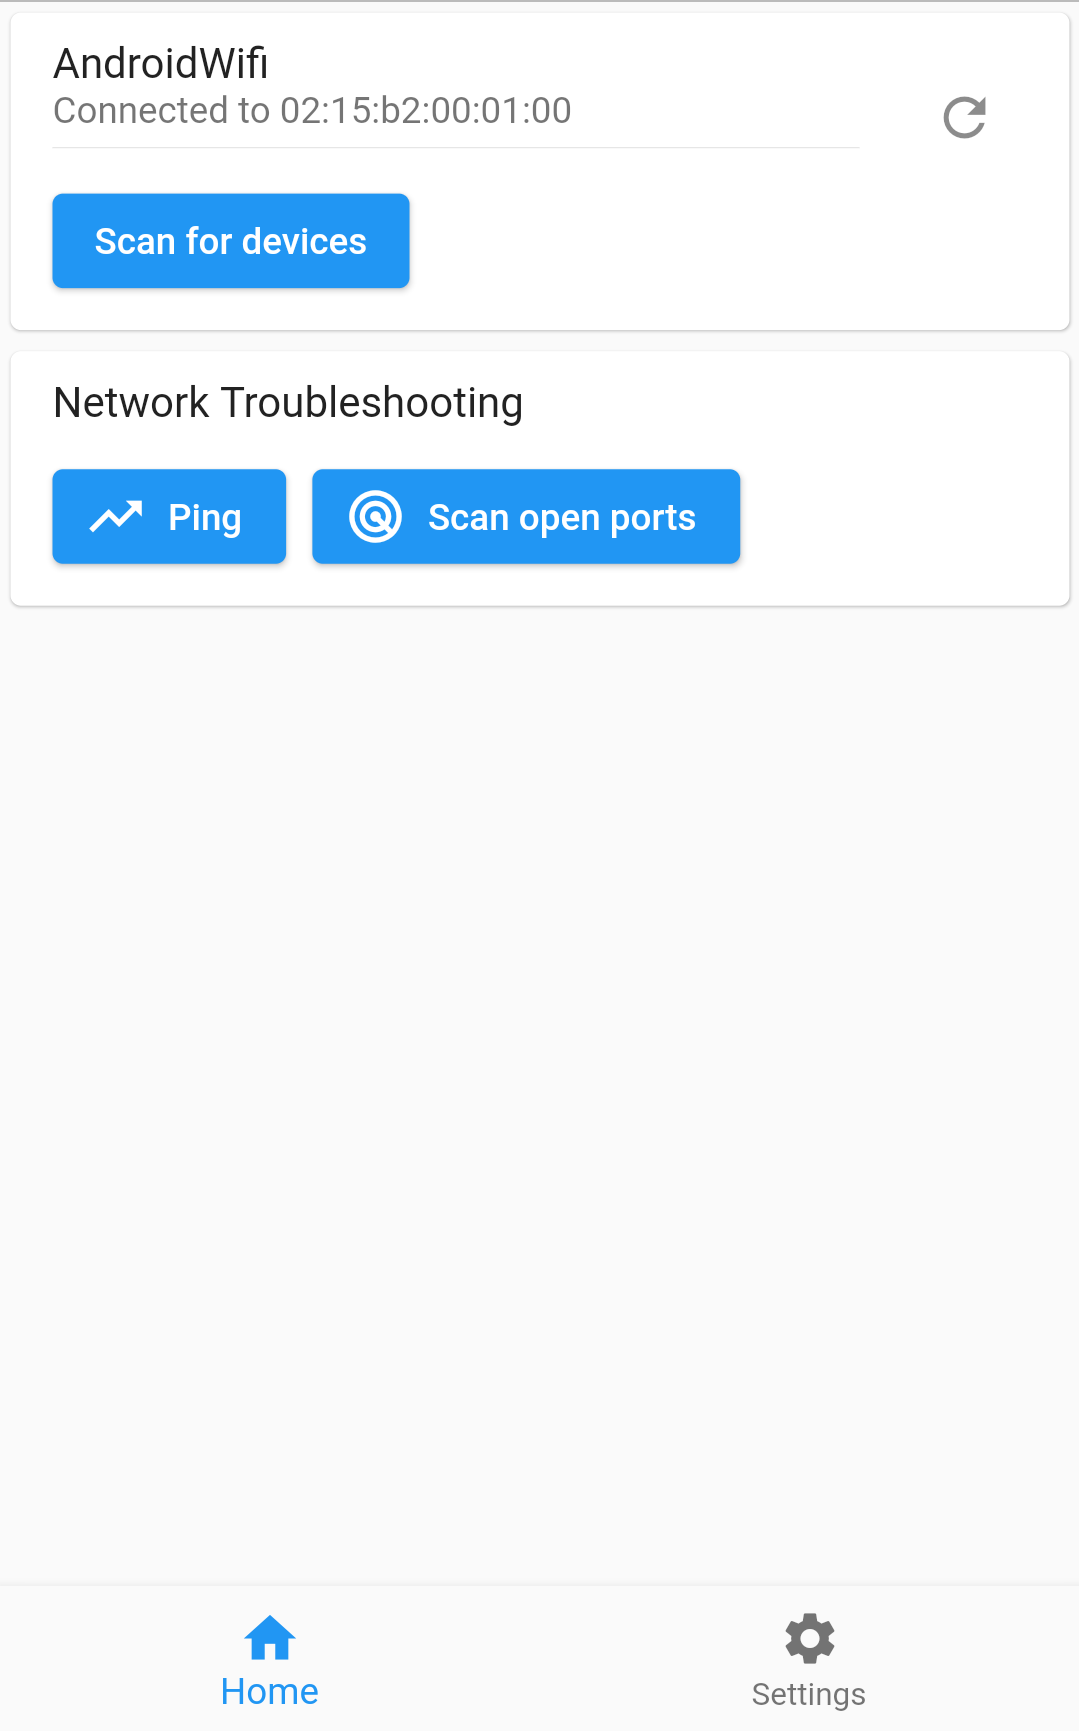 AndroidWifi
Connected to 02:15:b2:00:01:00
Scan for devices
Network Troubleshooting
Ping
Scan open ports
Home
Settings